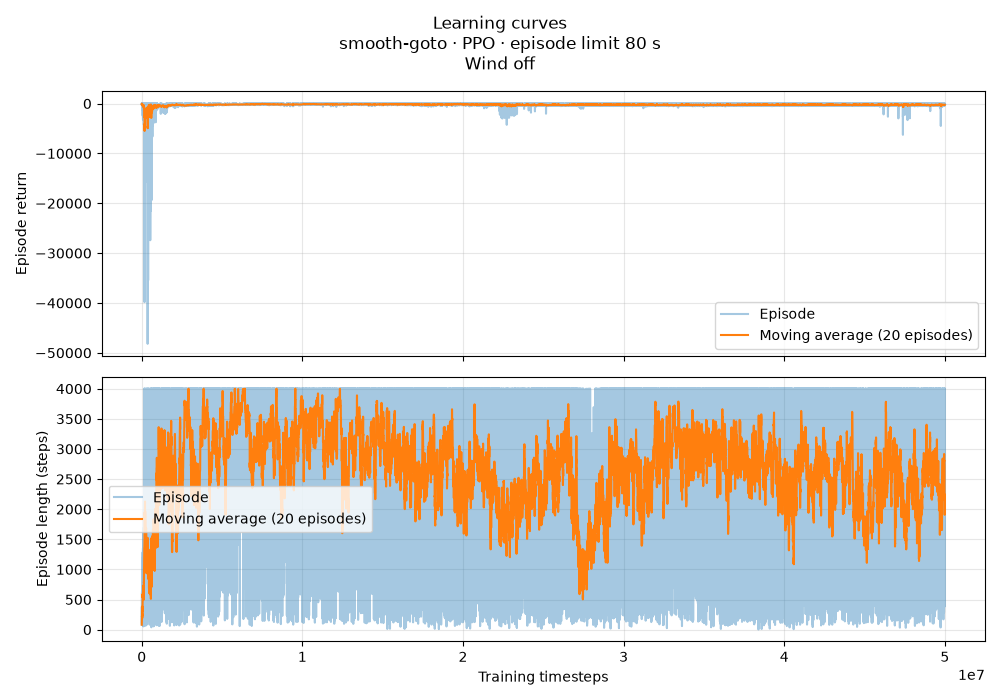 Learning curves
smooth-goto · PPO · episode limit 80 s
Wind off
Episode return
0
−10000
−20000
−30000
−40000
−50000
Episode
Moving average (20 episodes)
Episode length (steps)
4000
3500
3000
2500
2000
1500
1000
500
0
Episode
Moving average (20 episodes)
0 1 2 3 4 5
1e7
Training timesteps